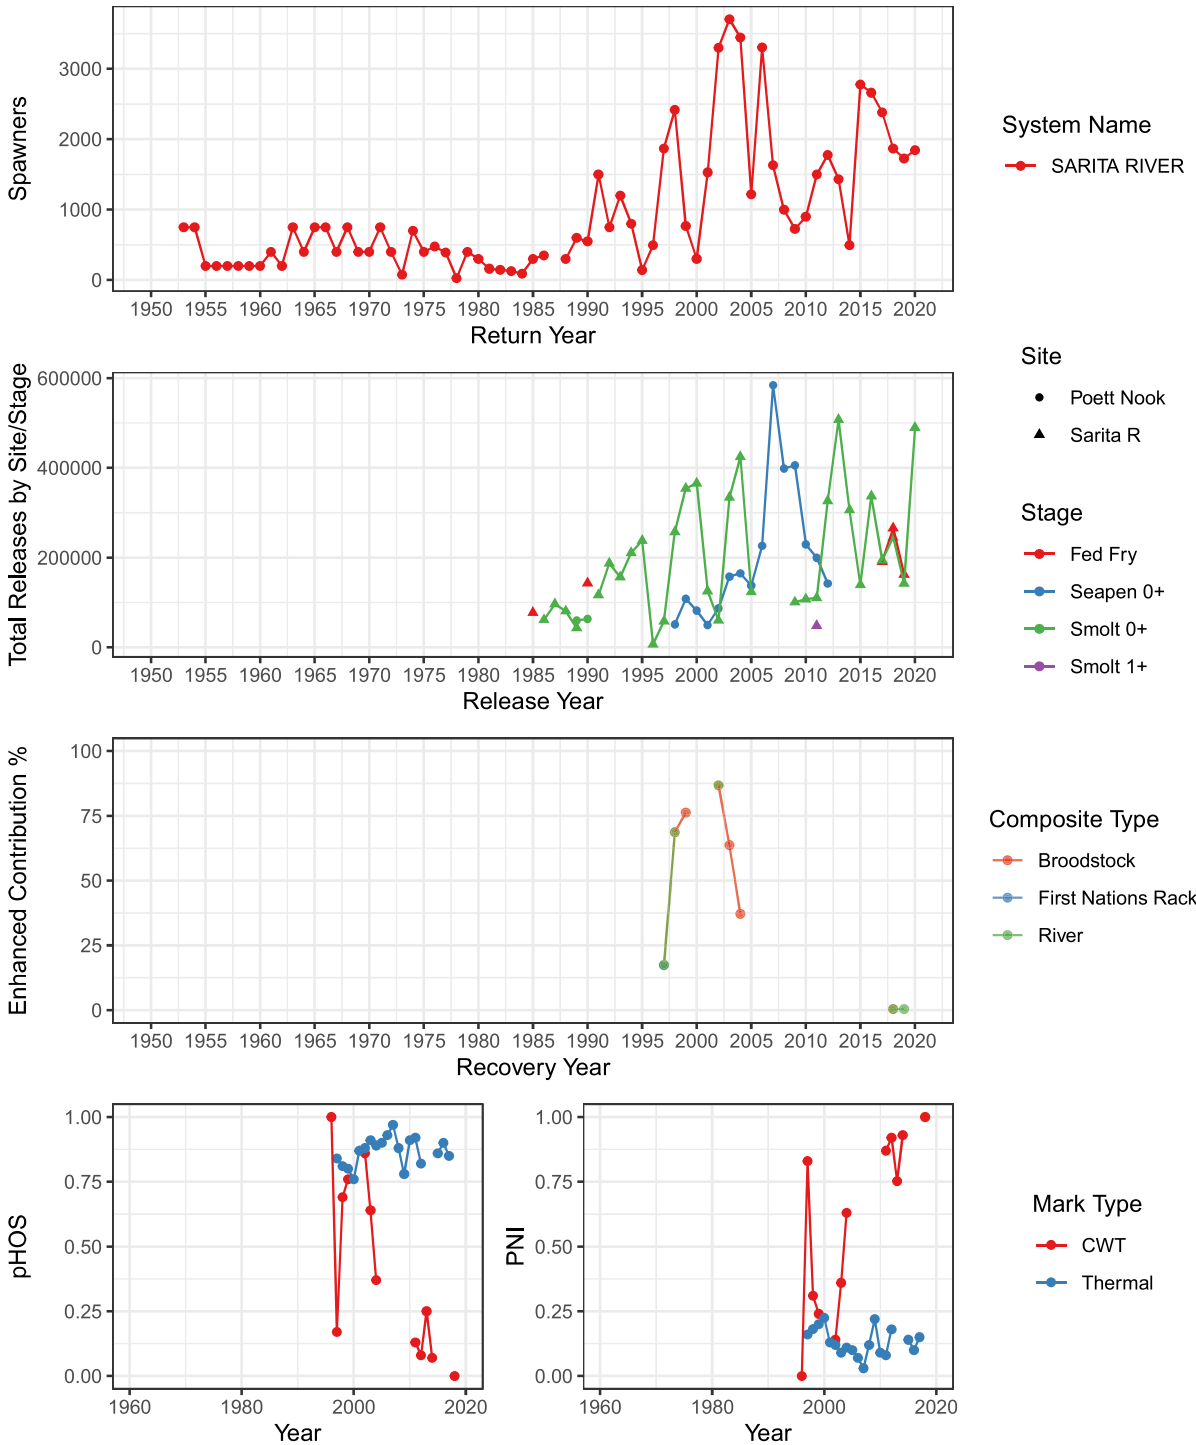 Spawners
3000
2000
1000
0
1950 1955 1960 1965 1970 1975 1980 1985 1990 1995 2000 2005 2010 2015 2020
Return Year
System Name
SARITA RIVER
Total Releases by Site/Stage
600000
400000
200000
0
1950 1955 1960 1965 1970 1975 1980 1985 1990 1995 2000 2005 2010 2015 2020
Release Year
Site
Poett Nook
Sarita R
Stage
Fed Fry
Seapen 0+
Smolt 0+
Smolt 1+
Enhanced Contribution %
100
75
50
25
0
1950 1955 1960 1965 1970 1975 1980 1985 1990 1995 2000 2005 2010 2015 2020
Recovery Year
Composite Type
Broodstock
First Nations Rack
River
pHOS
1.00
0.75
0.50
0.25
0.00
1960 1980 2000 2020
Year
PNI
1.00
0.75
0.50
0.25
0.00
1960 1980 2000 2020
Year
Mark Type
CWT
Thermal